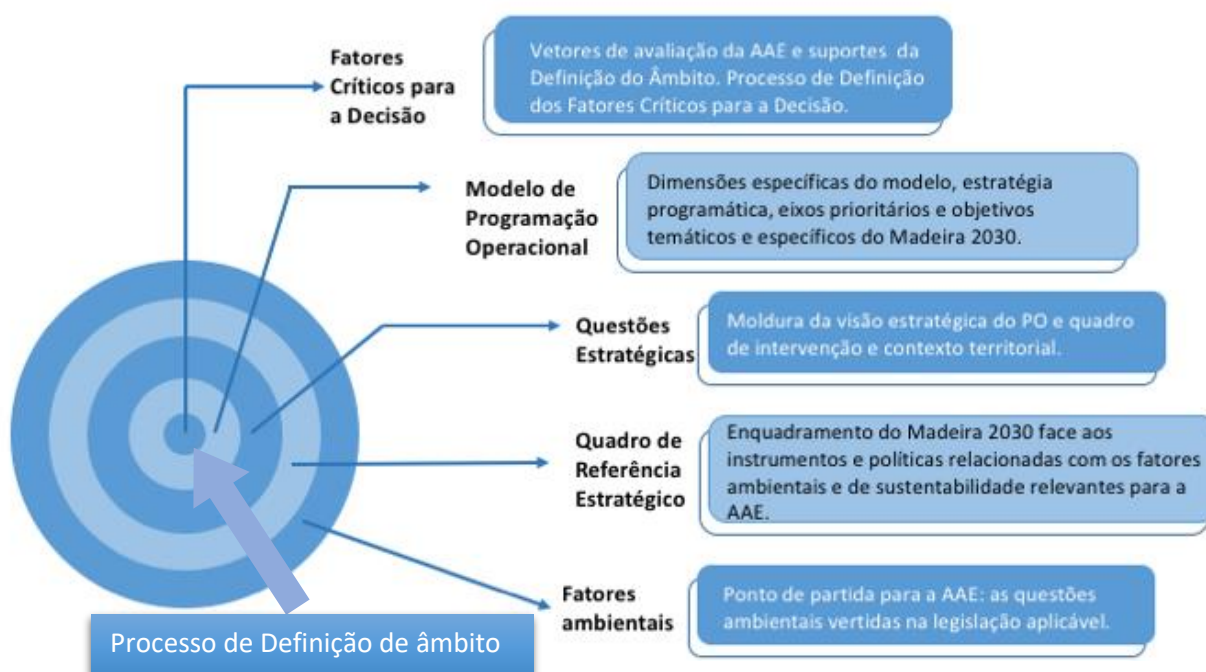 Fatores
Críticos para
a Decisão
Vetores de avaliação da AAE e suportes da
Definição do Âmbito. Processo de Definição
dos Fatores Críticos para a Decisão.
Modelo de
Programação
Operacional
Dimensões específicas do modelo, estratégia
programática, eixos prioritários e objetivos
temáticos e específicos do Madeira 2030.
Questões
Estratégicas
Moldura da visão estratégica do PO e quadro
de intervenção e contexto territorial.
Quadro de
Referência
Estratégico
Enquadramento do Madeira 2030 face aos
instrumentos e políticas relacionadas com os fatores
ambientais e de sustentabilidade relevantes para a
AAE.
Fatores
ambientais
Ponto de partida para a AAE: as questões
ambientais vertidas na legislação aplicável.
Processo de Definição de âmbito